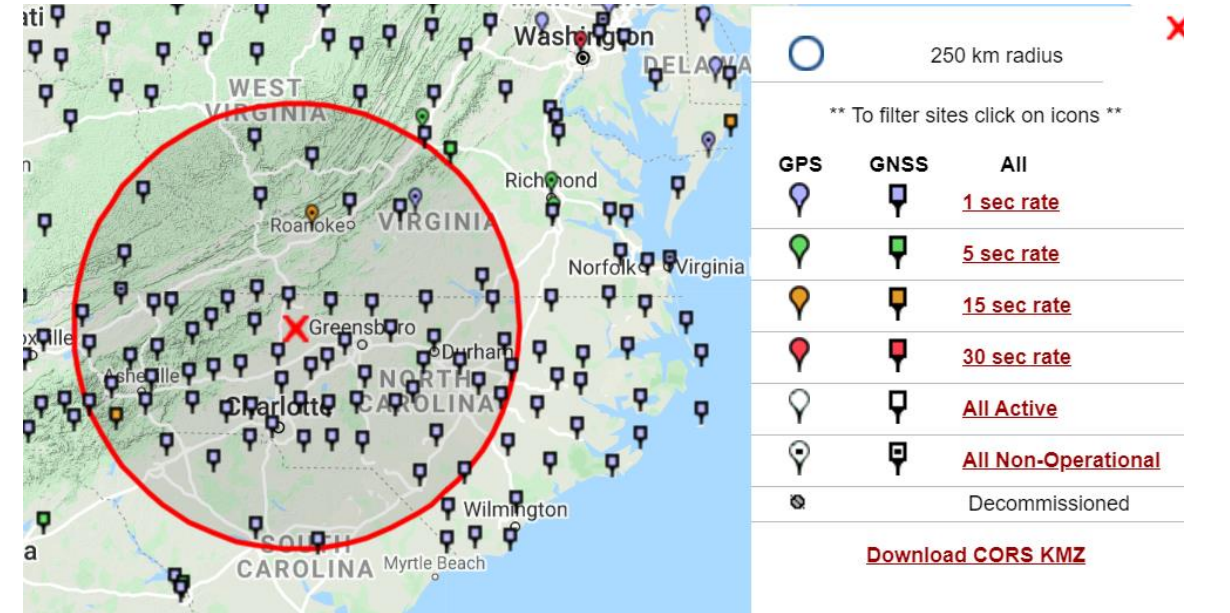 Washington
DELAWA
WEST
VIRGINIA
Richmond
Roanoke
VIRGINIA
Norfolk
Virginia
Greensboro
Durham
Asheville
NORTH
Charlotte
CAROLINA
Wilmington
SOUTH
CAROLINA
Myrtle Beach
250 km radius
** To filter sites click on icons **
GPS GNSS All
1 sec rate
5 sec rate
15 sec rate
30 sec rate
All Active
All Non-Operational
Decommissioned
Download CORS KMZ